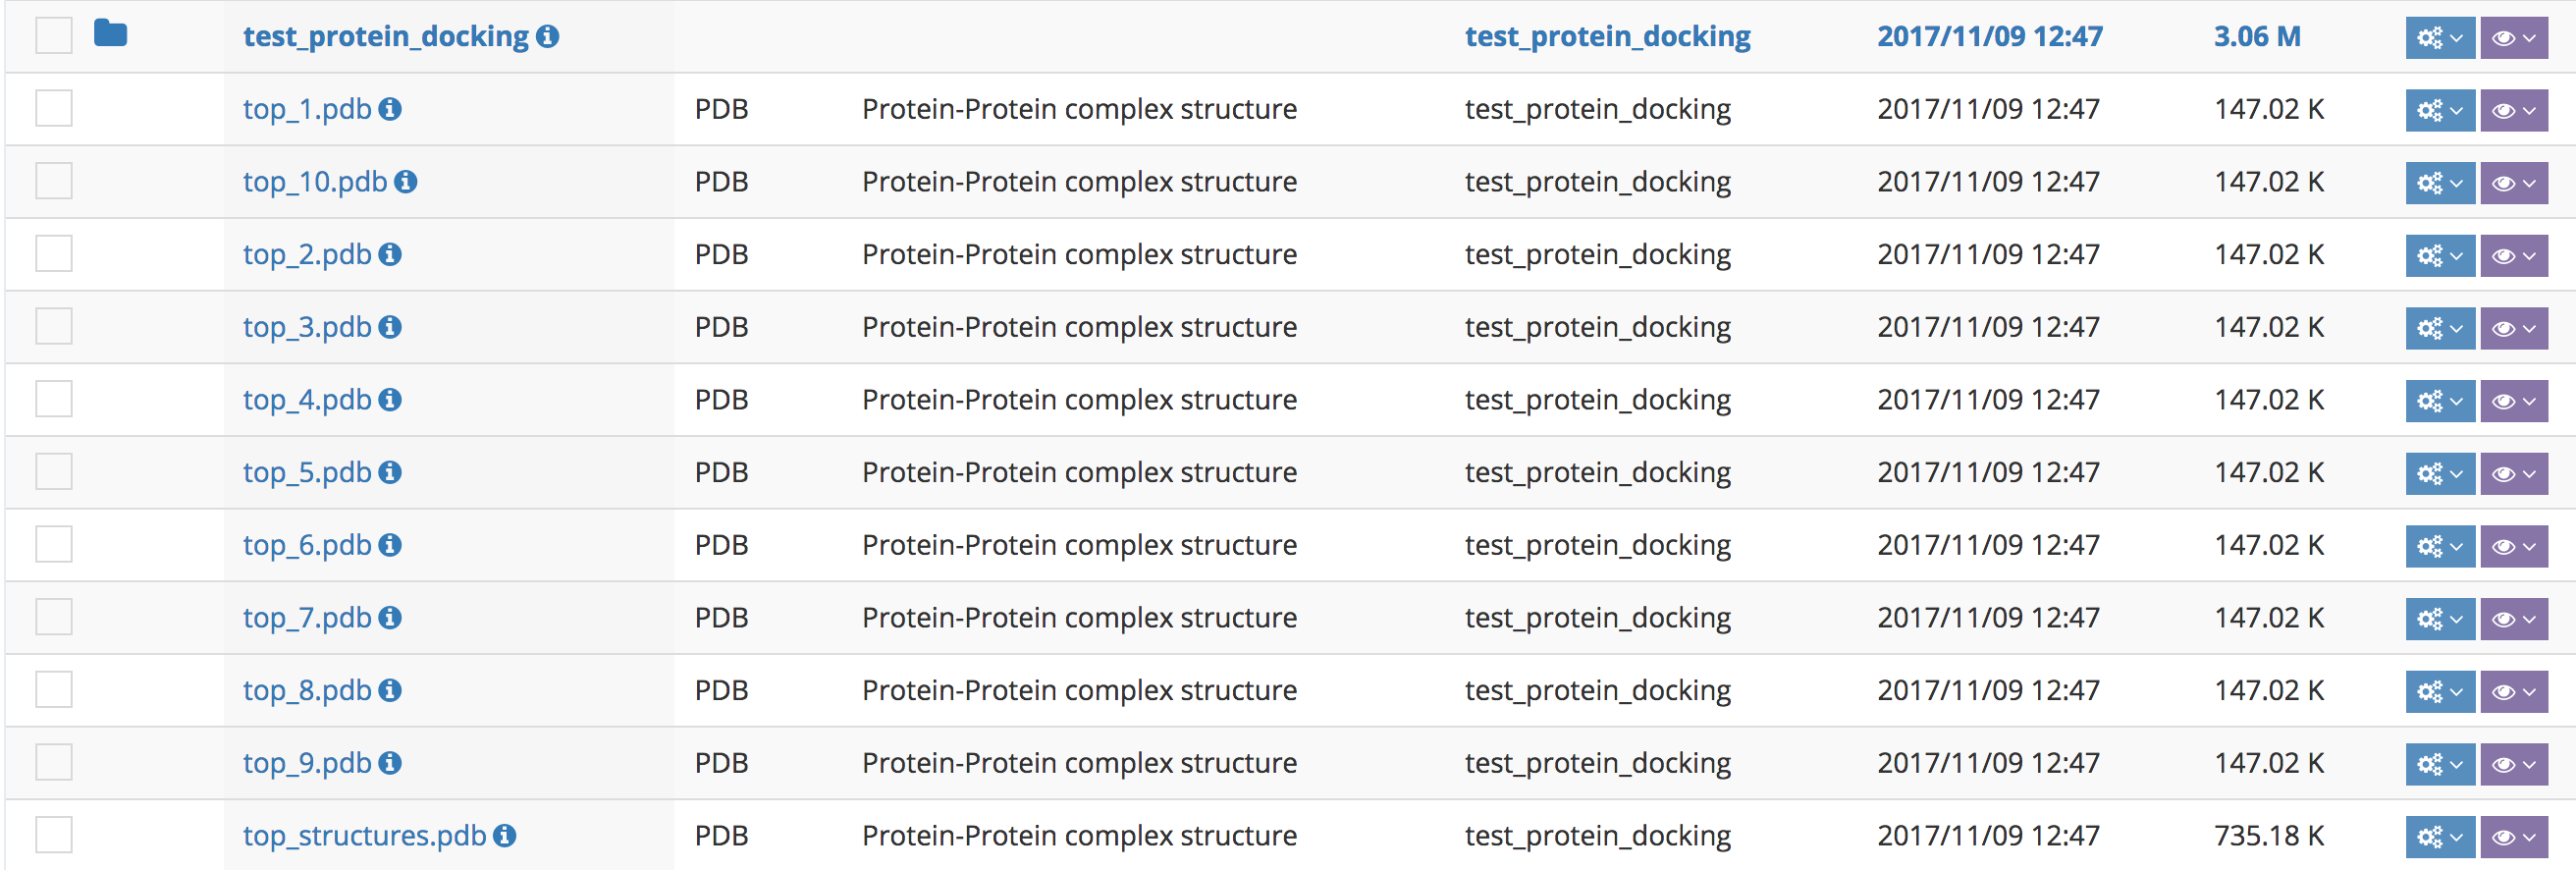 test_protein_docking test_protein_docking 2017/11/09 12:47 3.06 M
top_1.pdb PDB Protein-Protein complex structure test_protein_docking 2017/11/09 12:47 147.02 K
top_10.pdb PDB Protein-Protein complex structure test_protein_docking 2017/11/09 12:47 147.02 K
top_2.pdb PDB Protein-Protein complex structure test_protein_docking 2017/11/09 12:47 147.02 K
top_3.pdb PDB Protein-Protein complex structure test_protein_docking 2017/11/09 12:47 147.02 K
top_4.pdb PDB Protein-Protein complex structure test_protein_docking 2017/11/09 12:47 147.02 K
top_5.pdb PDB Protein-Protein complex structure test_protein_docking 2017/11/09 12:47 147.02 K
top_6.pdb PDB Protein-Protein complex structure test_protein_docking 2017/11/09 12:47 147.02 K
top_7.pdb PDB Protein-Protein complex structure test_protein_docking 2017/11/09 12:47 147.02 K
top_8.pdb PDB Protein-Protein complex structure test_protein_docking 2017/11/09 12:47 147.02 K
top_9.pdb PDB Protein-Protein complex structure test_protein_docking 2017/11/09 12:47 147.02 K
top_structures.pdb PDB Protein-Protein complex structure test_protein_docking 2017/11/09 12:47 735.18 K